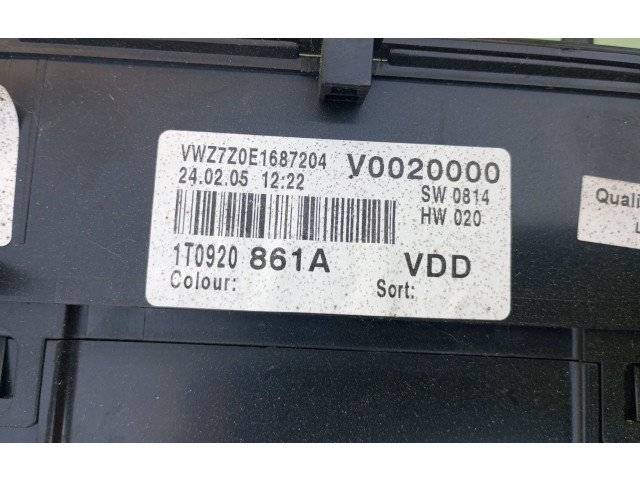 VWZ7Z0E1687204 V0020000
24.02.05 12:22 SW 0814
HW 020
1T0920 861A VDD
Colour: Sort:
Quali